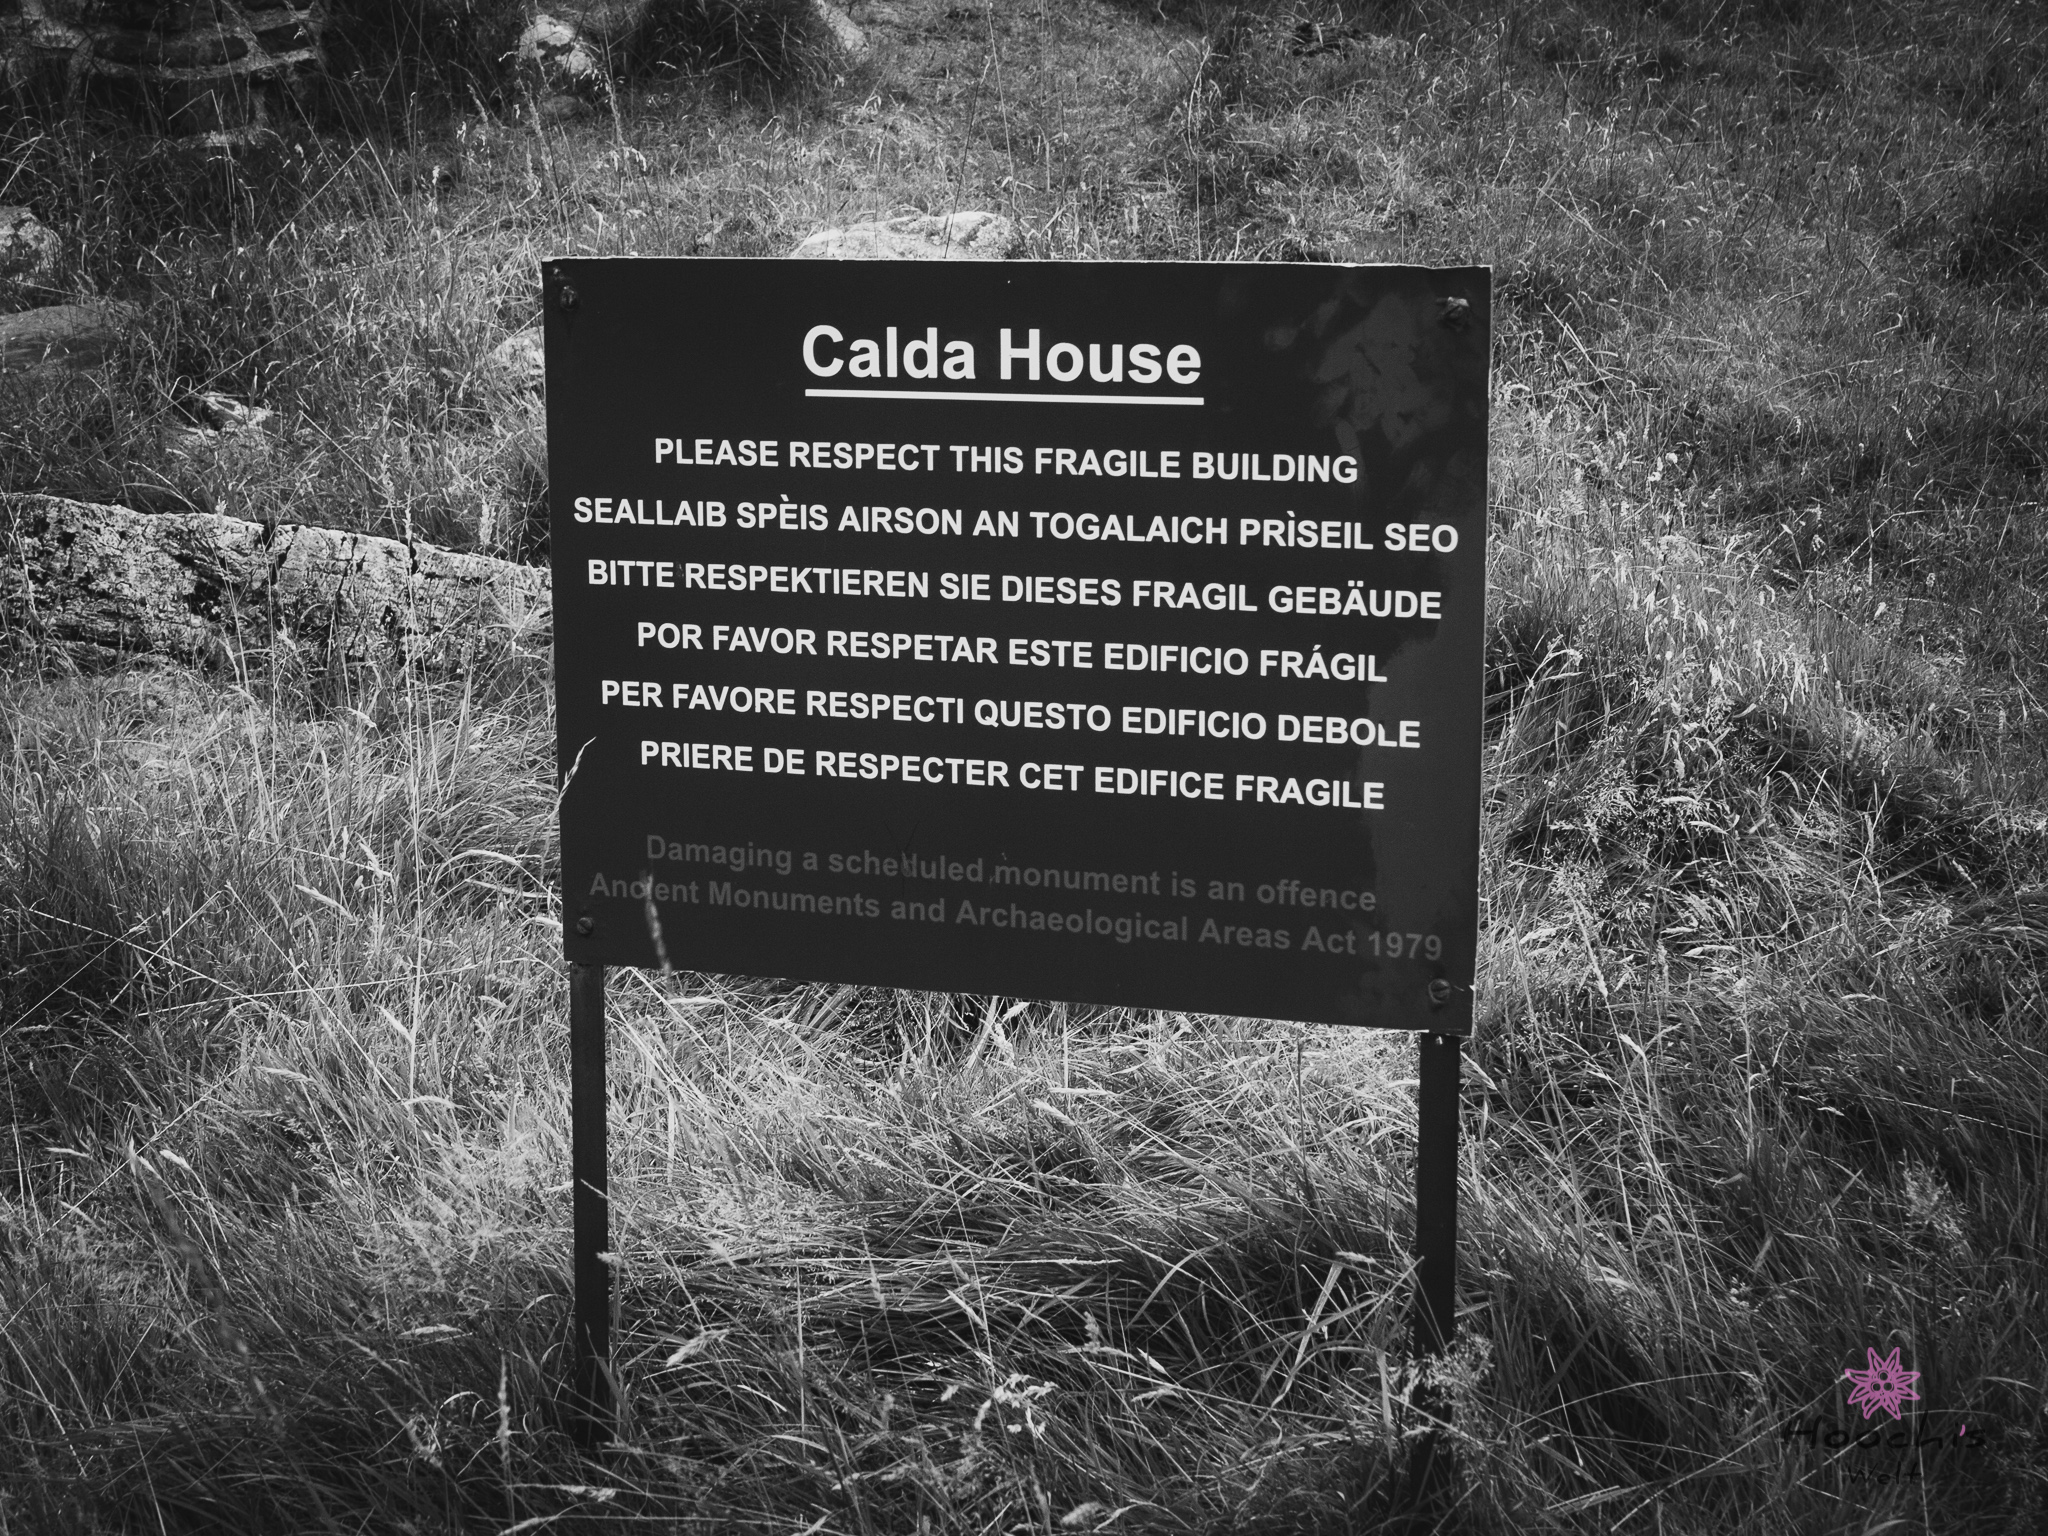 Calda House
PLEASE RESPECT THIS FRAGILE BUILDING
SEALLAIB SPÈIS AIRSON AN TOGALAICH PRÌSEIL SEO
BITTE RESPEKTIEREN SIE DIESES FRAGIL GEBÄUDE
POR FAVOR RESPETAR ESTE EDIFICIO FRÁGIL
PER FAVORE RESPECTI QUESTO EDIFICIO DEBOLE
PRIERE DE RESPECTER CET EDIFICE FRAGILE
Damaging a scheduled monument is an offence
Ancient Monuments and Archaeological Areas Act 1979
Hoochi's
Welt